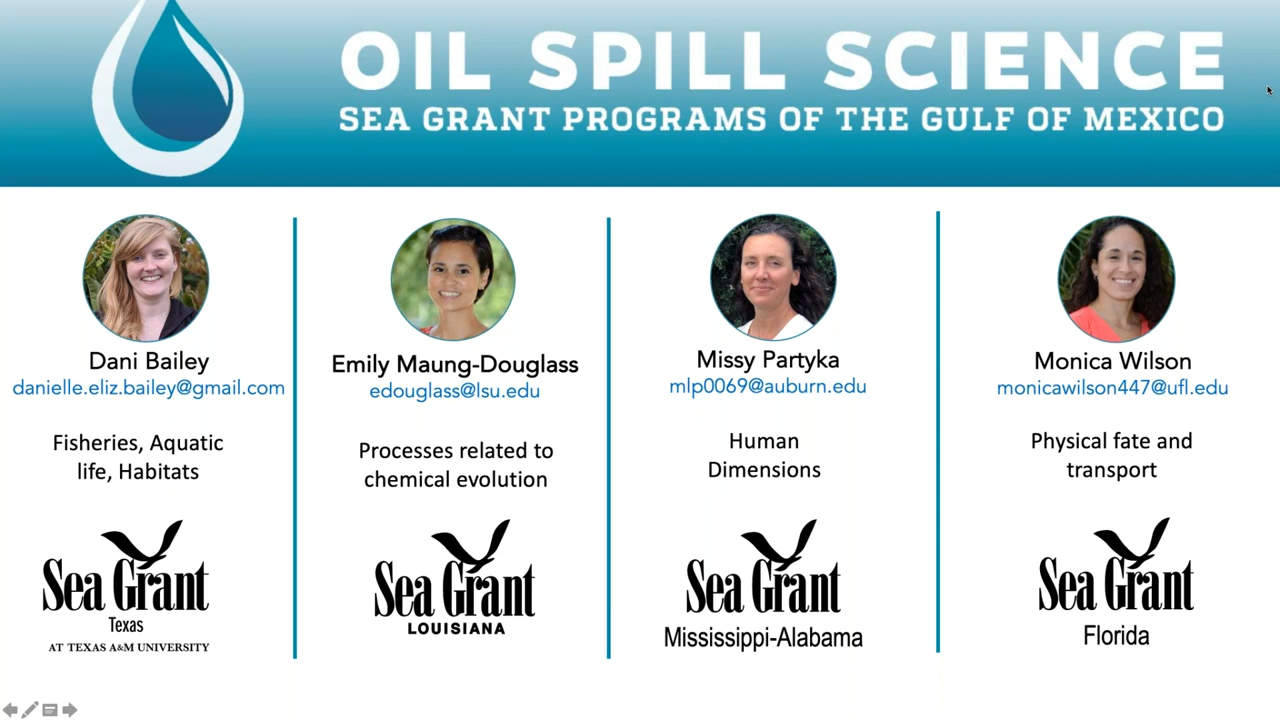 OIL SPILL SCIENCE
SEA GRANT PROGRAMS OF THE GULF OF MEXICO
Dani Bailey
danielle.eliz.bailey@gmail.com
Fisheries, Aquatic
life, Habitats
Sea Grant
Texas
AT TEXAS A&M UNIVERSITY
Emily Maung-Douglass
edouglass@lsu.edu
Processes related to
chemical evolution
Sea Grant
LOUISIANA
Missy Partyka
mlp0069@auburn.edu
Human
Dimensions
Sea Grant
Mississippi-Alabama
Monica Wilson
monicawilson447@ufl.edu
Physical fate and
transport
Sea Grant
Florida